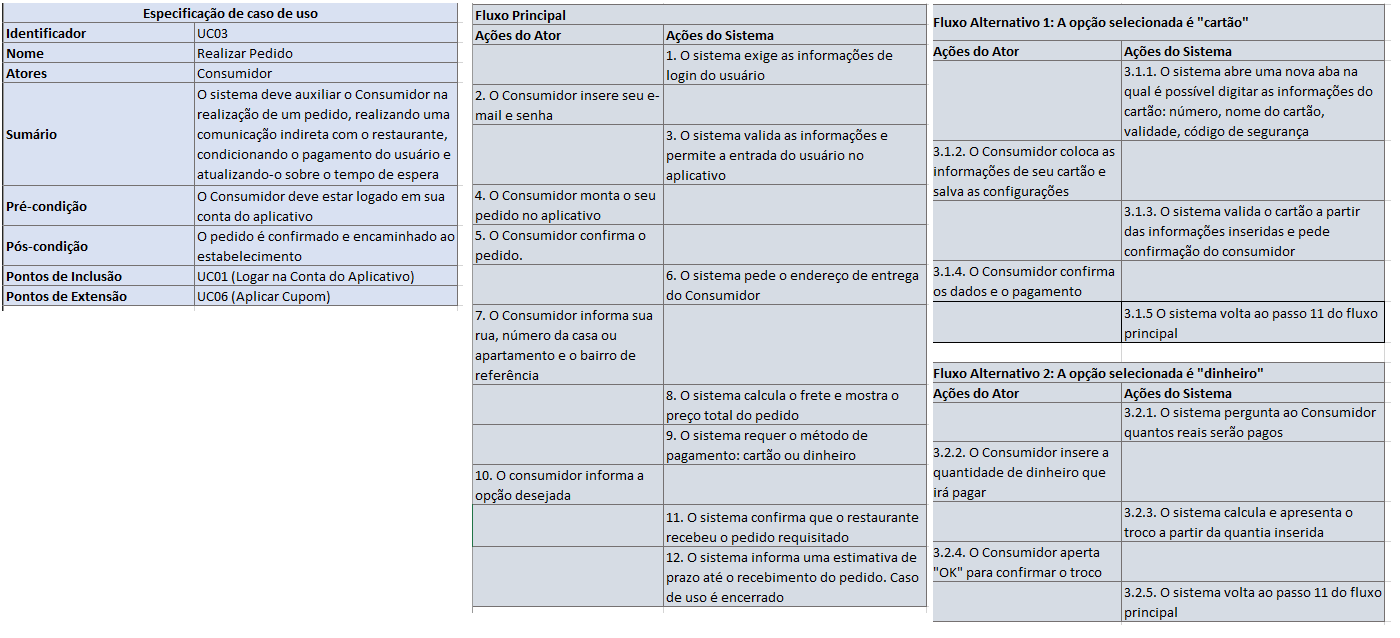 Especificação de caso de uso
Identificador
UC03
Nome
Realizar Pedido
Atores
Consumidor
Sumário
O sistema deve auxiliar o Consumidor na
realização de um pedido, realizando uma
comunicação indireta com o restaurante,
condicionando o pagamento do usuário e
atualizando-o sobre o tempo de espera
Pré-condição
O Consumidor deve estar logado em sua
conta do aplicativo
Pós-condição
O pedido é confirmado e encaminhado ao
estabelecimento
Pontos de Inclusão
UC01 (Logar na Conta do Aplicativo)
Pontos de Extensão
UC06 (Aplicar Cupom)
Fluxo Principal
Ações do Ator
Ações do Sistema
1. O sistema exige as informações de
login do usuário
2. O Consumidor insere seu e-
mail e senha
3. O sistema valida as informações e
permite a entrada do usuário no
aplicativo
4. O Consumidor monta o seu
pedido no aplicativo
5. O Consumidor confirma o
pedido.
6. O sistema pede o endereço de entrega
do Consumidor
7. O Consumidor informa sua
rua, número da casa ou
apartamento e o bairro de
referência
8. O sistema calcula o frete e mostra o
preço total do pedido
9. O sistema requer o método de
pagamento: cartão ou dinheiro
10. O consumidor informa a
opção desejada
11. O sistema confirma que o restaurante
recebeu o pedido requisitado
12. O sistema informa uma estimativa de
prazo até o recebimento do pedido. Caso
de uso é encerrado
Fluxo Alternativo 1: A opção selecionada é "cartão"
Ações do Ator
Ações do Sistema
3.1.1. O sistema abre uma nova aba na
qual é possível digitar as informações do
cartão: número, nome do cartão,
validade, código de segurança
3.1.2. O Consumidor coloca as
informações de seu cartão e
salva as configurações
3.1.3. O sistema valida o cartão a partir
das informações inseridas e pede
confirmação do consumidor
3.1.4. O Consumidor confirma
os dados e o pagamento
3.1.5 O sistema volta ao passo 11 do fluxo
principal
Fluxo Alternativo 2: A opção selecionada é "dinheiro"
Ações do Ator
Ações do Sistema
3.2.1. O sistema pergunta ao Consumidor
quantos reais serão pagos
3.2.2. O Consumidor insere a
quantidade de dinheiro que
irá pagar
3.2.3. O sistema calcula e apresenta o
troco a partir da quantia inserida
3.2.4. O Consumidor aperta
"OK" para confirmar o troco
3.2.5. O sistema volta ao passo 11 do fluxo
principal